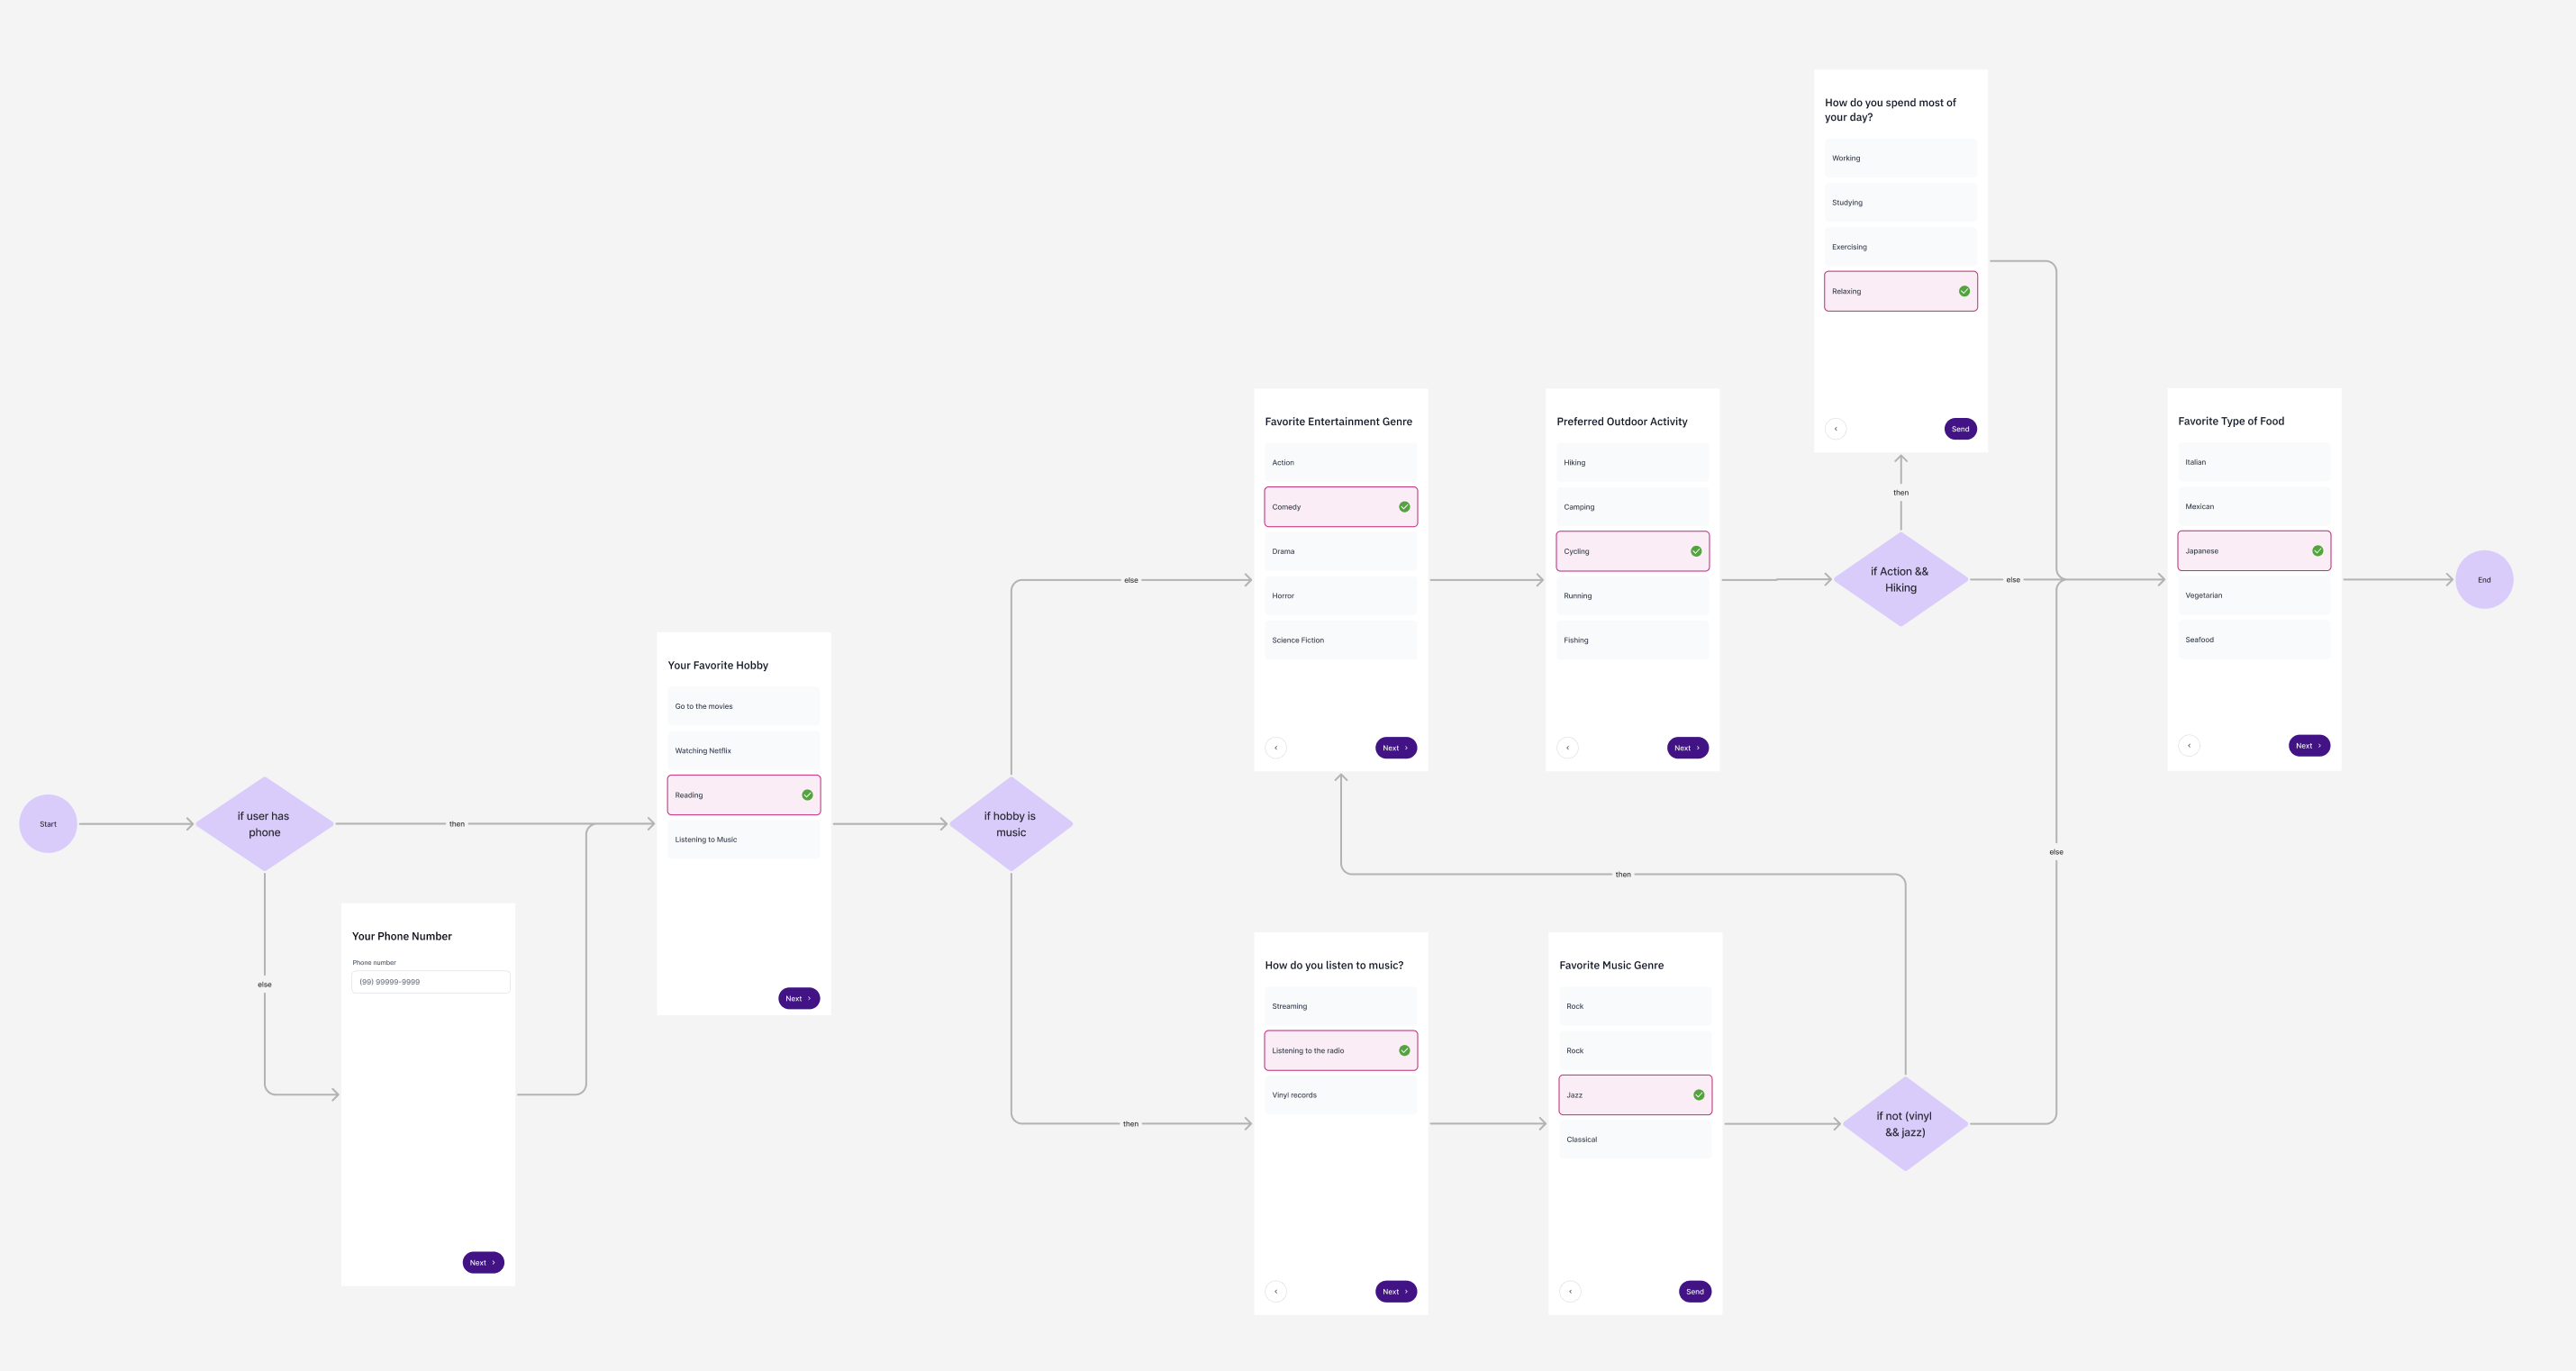 Start
if user has
phone
then
else
Your Phone Number
Phone number
(99) 99999-9999
Next
Your Favorite Hobby
Go to the movies
Watching Netflix
Reading
Listening to Music
Next
if hobby is
music
else
then
Favorite Entertainment Genre
Action
Comedy
Drama
Horror
Science Fiction
Next
Preferred Outdoor Activity
Hiking
Camping
Cycling
Running
Fishing
Next
if Action &&
Hiking
then
else
How do you spend most of
your day?
Working
Studying
Exercising
Relaxing
Send
How do you listen to music?
Streaming
Listening to the radio
Vinyl records
Next
Favorite Music Genre
Rock
Rock
Jazz
Classical
Send
if not (vinyl
&& jazz)
then
else
Favorite Type of Food
Italian
Mexican
Japanese
Vegetarian
Seafood
Next
End